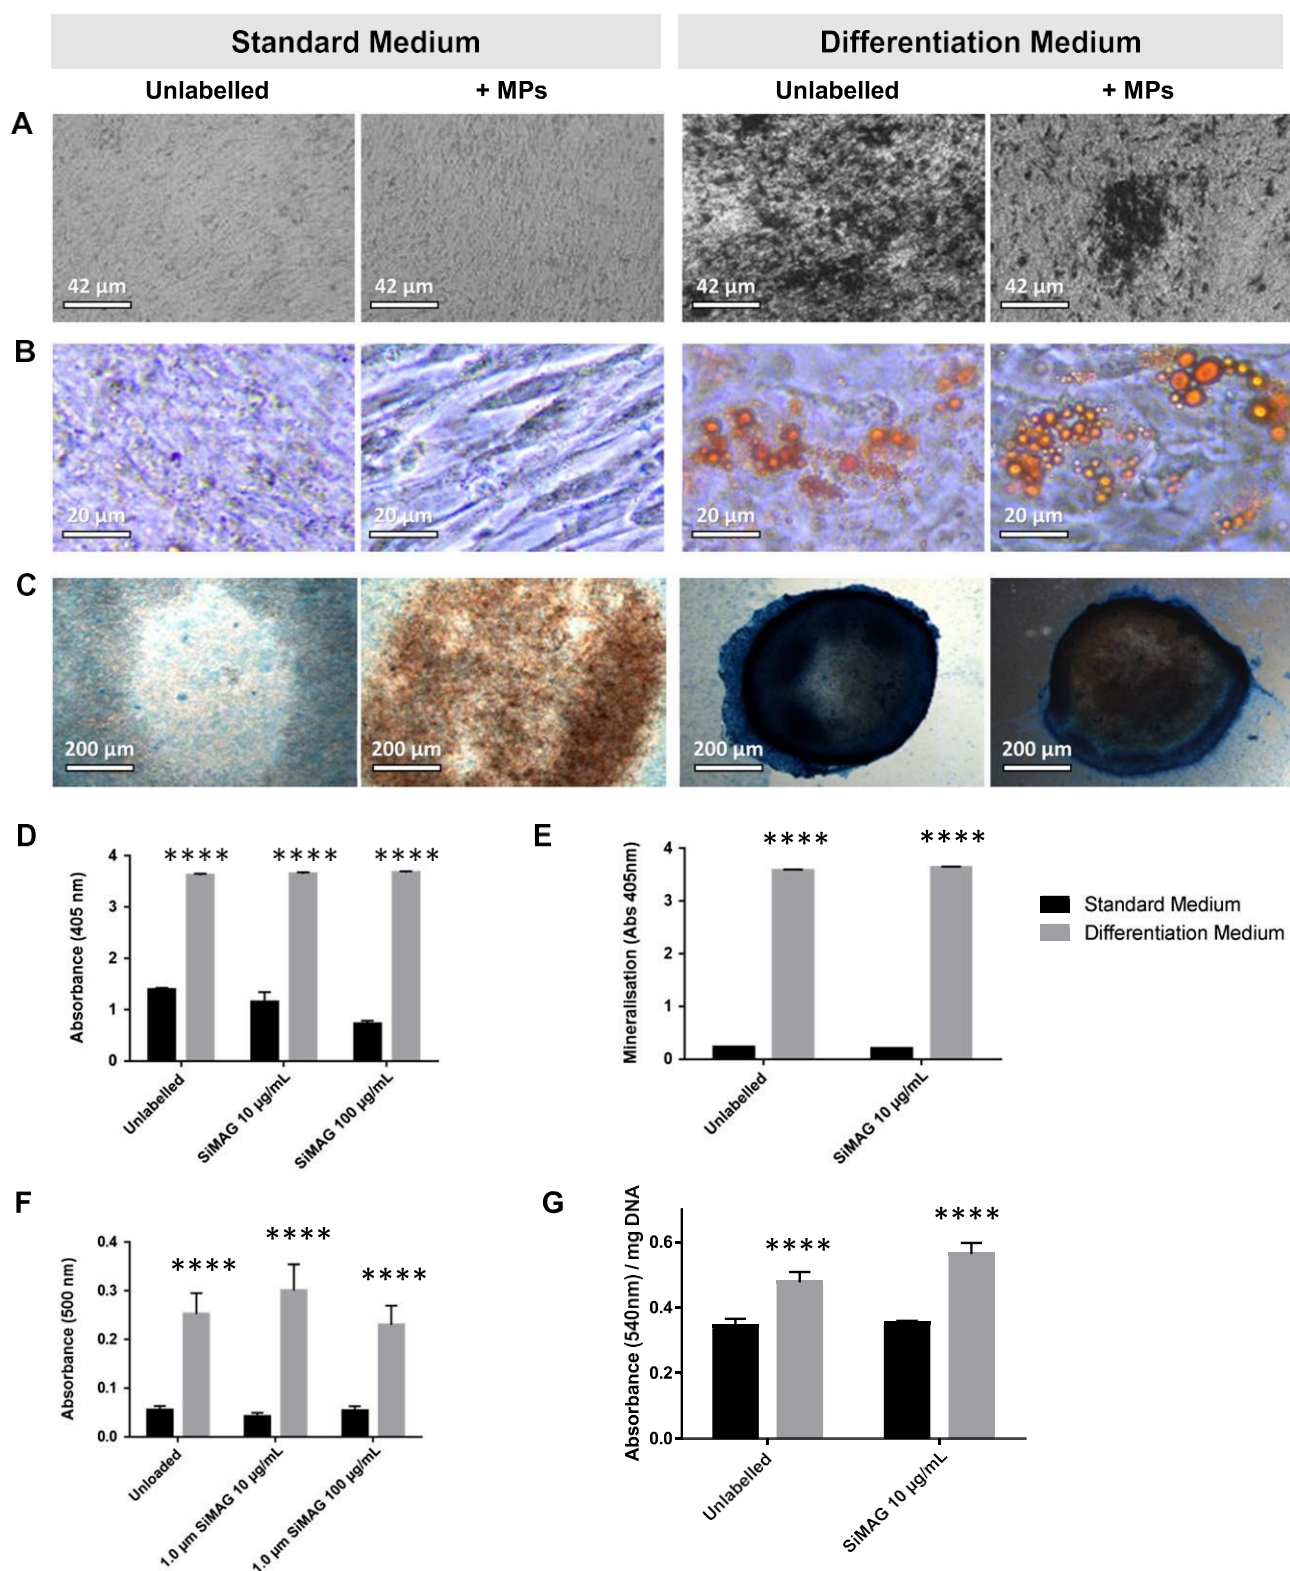 Standard Medium
Differentiation Medium
Unlabelled
+ MPs
Unlabelled
+ MPs
A
42 µm
42 µm
42 µm
42 µm
B
20 µm
20 µm
20 µm
20 µm
C
200 µm
200 µm
200 µm
200 µm
D
Absorbance (405 nm)
4
3
2
1
0
****
****
****
Unlabelled
SiMAG 10 µg/mL
SiMAG 100 µg/mL
E
Mineralisation (Abs 405nm)
4
3
2
1
0
****
****
Unlabelled
SiMAG 10 µg/mL
Standard Medium
Differentiation Medium
F
Absorbance (500 nm)
0.4
0.3
0.2
0.1
0.0
****
****
****
Unloaded
1.0 µm SiMAG 10 µg/mL
1.0 µm SiMAG 100 µg/mL
G
Absorbance (540nm) / mg DNA
0.6
0.4
0.2
0.0
****
****
Unlabelled
SiMAG 10 µg/mL